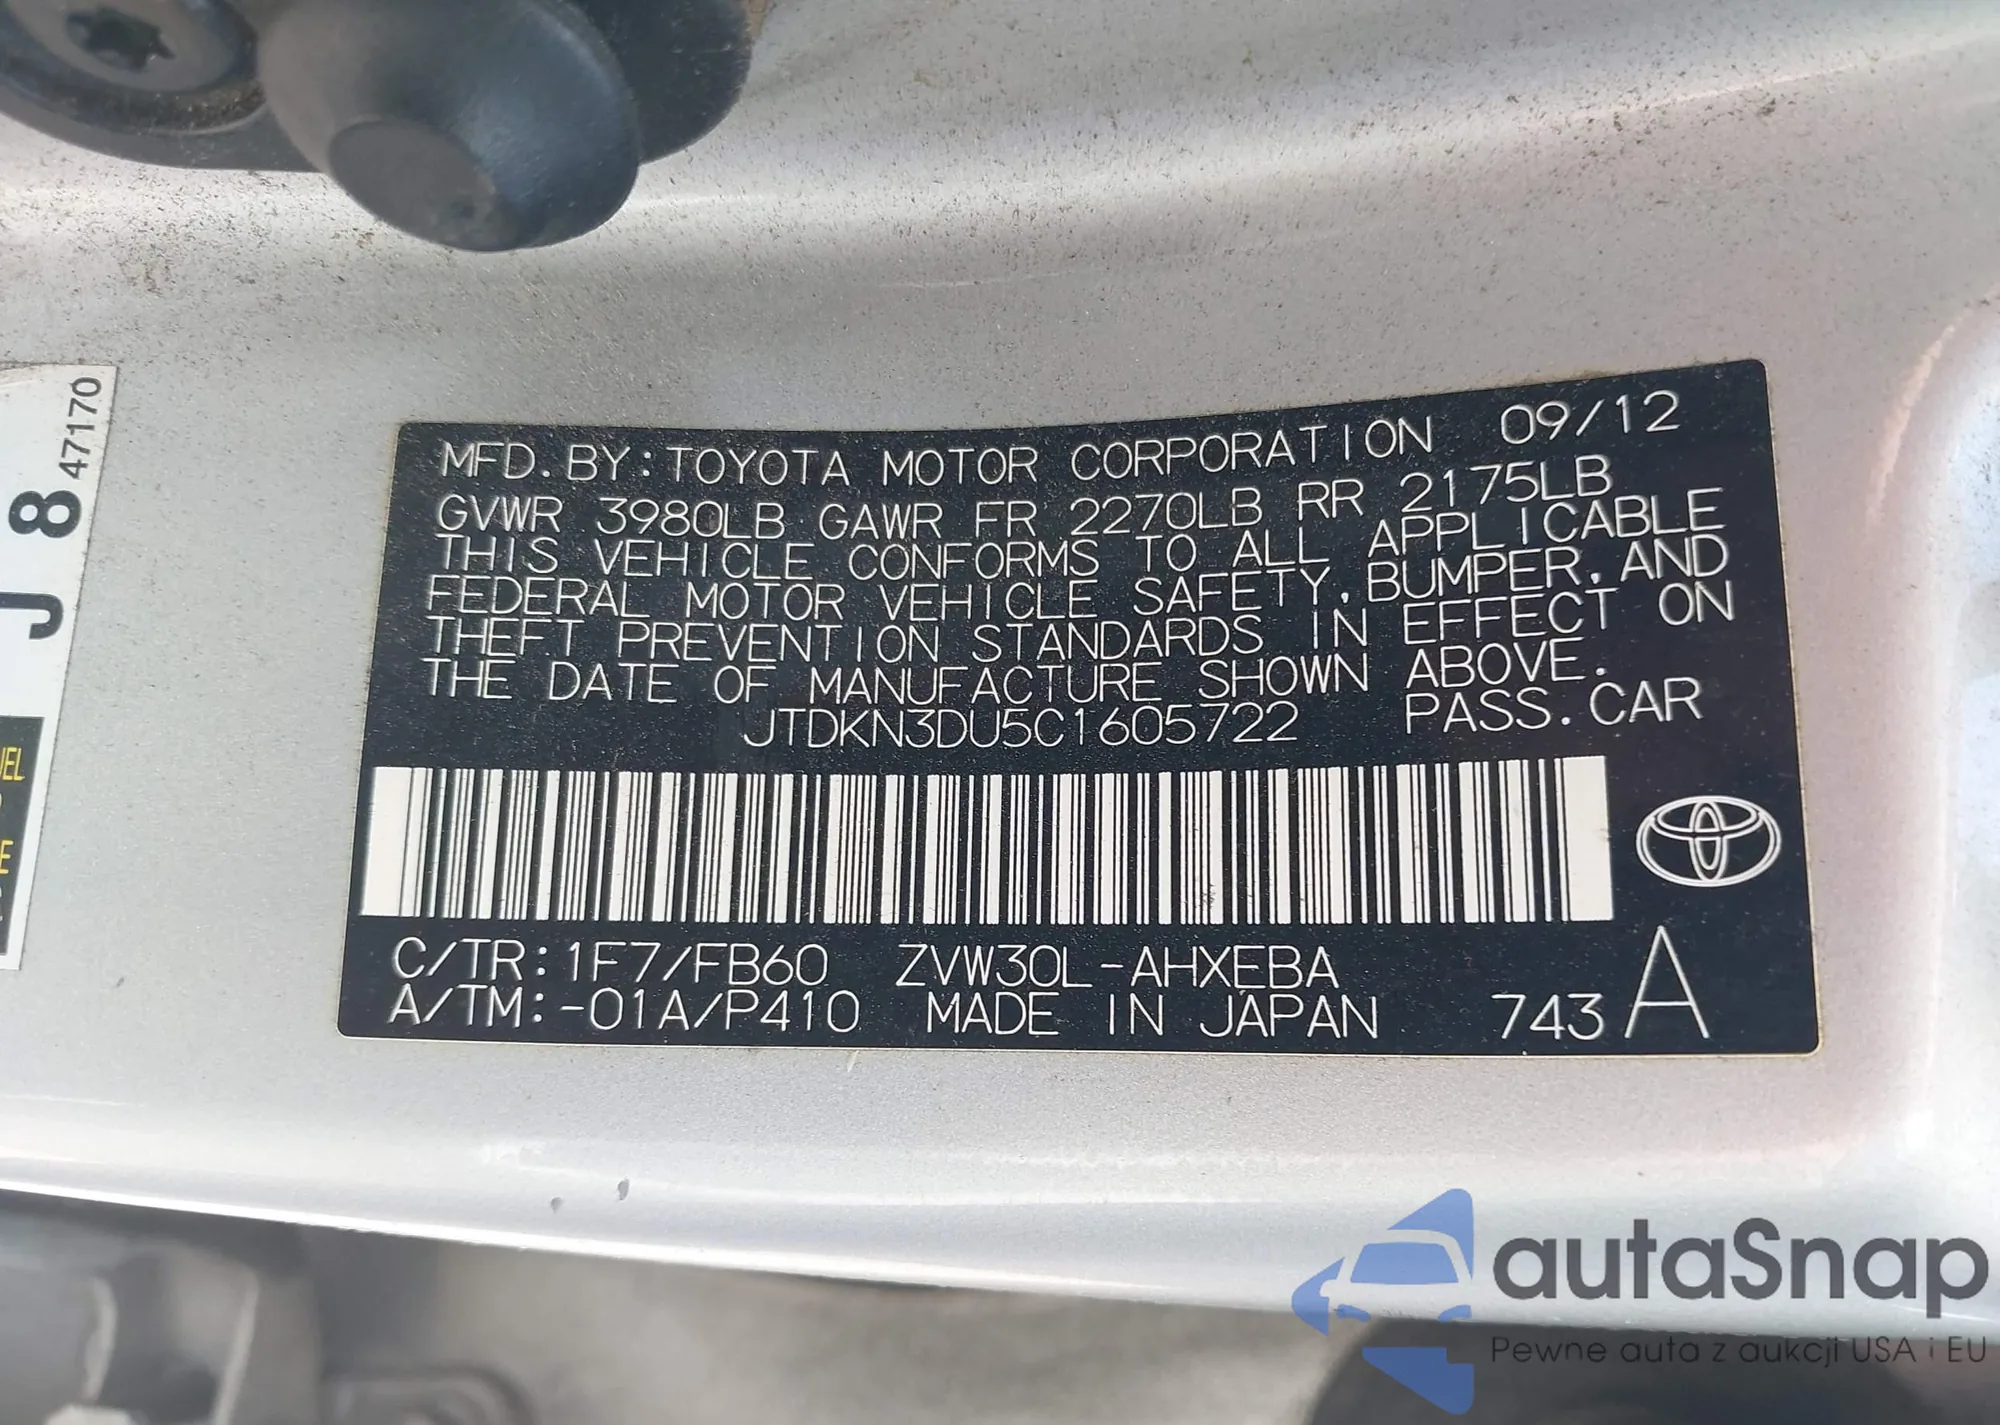 47170
J 8
MFD. BY: TOYOTA MOTOR CORPORATION 09/12
GVWR 3980LB GAWR FR 2270LB RR 2175LB
THIS VEHICLE CONFORMS TO ALL APPLICABLE
FEDERAL MOTOR VEHICLE SAFETY, BUMPER, AND
THEFT PREVENTION STANDARDS IN EFFECT ON
THE DATE OF MANUFACTURE SHOWN ABOVE.
JTDKN3DU5C1605722 PASS. CAR
C/TR: 1F7/FB60 ZVW30L-AHXEBA
A/TM: -01A/P410 MADE IN JAPAN 743 A
autaSnap
Pewne auta z aukcji USA i EU